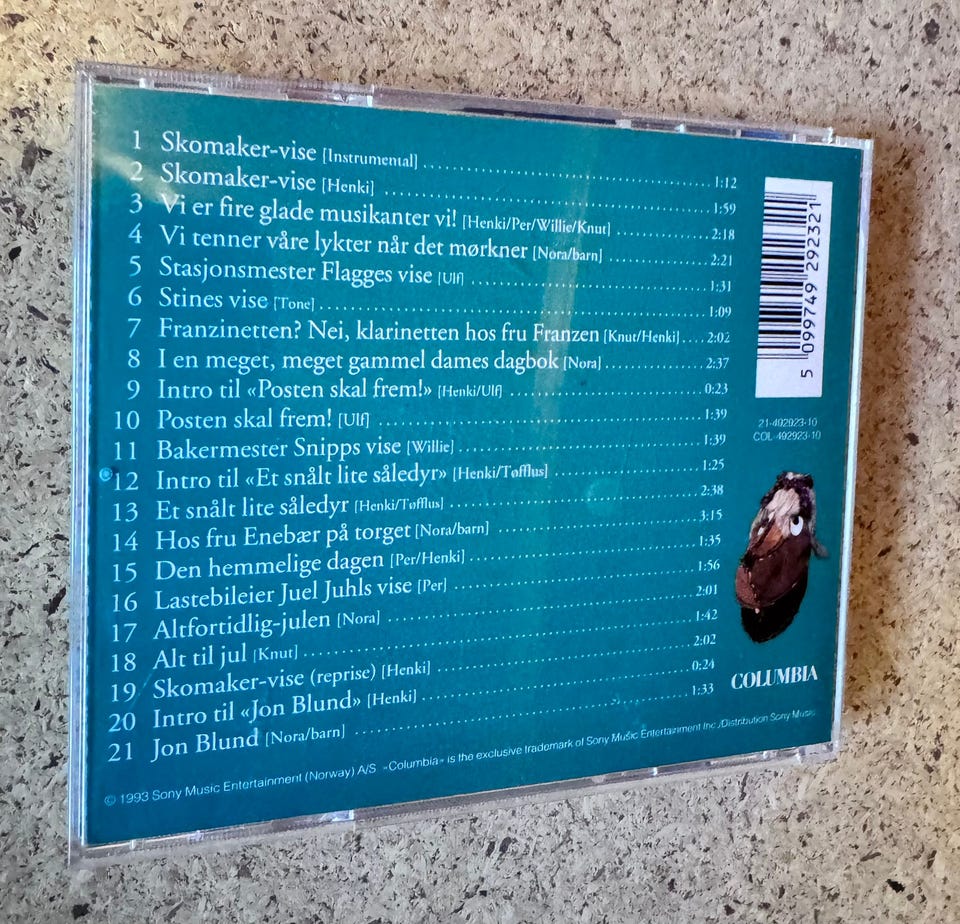 1 Skomaker-vise [Instrumental] 1:12
2 Skomaker-vise [Henki] 1:59
3 Vi er fire glade musikanter vi! [Henki/Per/Willie/Knut] 2:18
4 Vi tenner våre lykter når det mørkner [Nora/barn] 2:21
5 Stasjonsmester Flagges vise [Ulf] 1:31
6 Stines vise [Tone] 1:09
7 Franzinetten? Nei, klarinetten hos fru Franzen [Knut/Henki] 2:02
8 I en meget, meget gammel dames dagbok [Nora] 2:37
9 Intro til «Posten skal frem!» [Henki/Ulf] 0:23
10 Posten skal frem! [Ulf] 1:39
11 Bakermester Snipps vise [Willie] 1:39
12 Intro til «Et snålt lite såledyr» [Henki/Tøfflus] 1:25
13 Et snålt lite såledyr [Henki/Tøfflus] 2:38
14 Hos fru Enebær på torget [Nora/barn] 3:15
15 Den hemmelige dagen [Per/Henki] 1:35
16 Lastebileier Juel Juhls vise [Per] 1:56
17 Altfortidlig-julen [Nora] 2:01
18 Alt til jul [Knut] 1:42
19 Skomaker-vise (reprise) [Henki] 2:02
20 Intro til «Jon Blund» [Henki] 0:24
21 Jon Blund [Nora/barn] 1:33
5 099749 292321
21-492923-10
COL 492923-10
COLUMBIA
© 1993 Sony Music Entertainment (Norway) A/S »Columbia« is the exclusive trademark of Sony Music Entertainment Inc./Distribution Sony Music